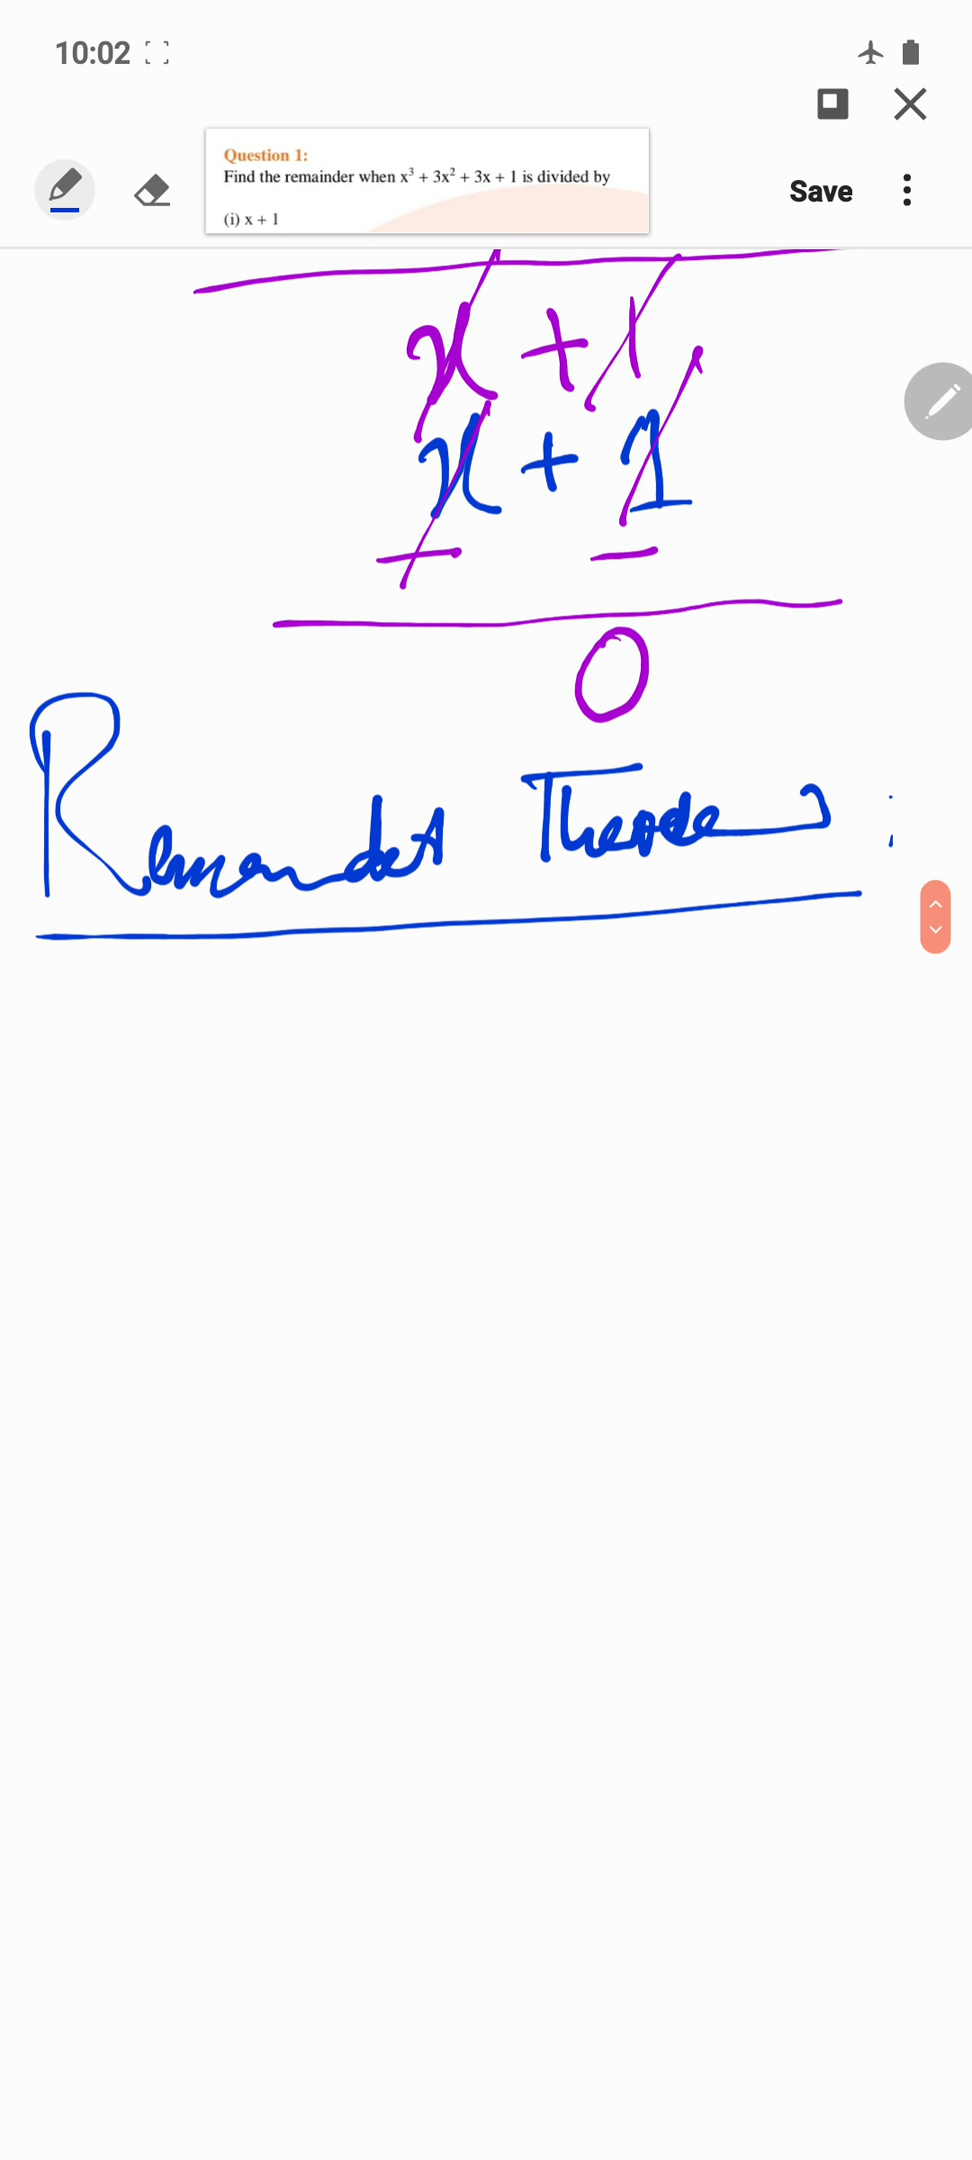 10:02
Question 1:
Find the remainder when x³ + 3x² + 3x + 1 is divided by
(i) x + 1
Save
x + 1
x + 1
− −
0
Remander Theorem :